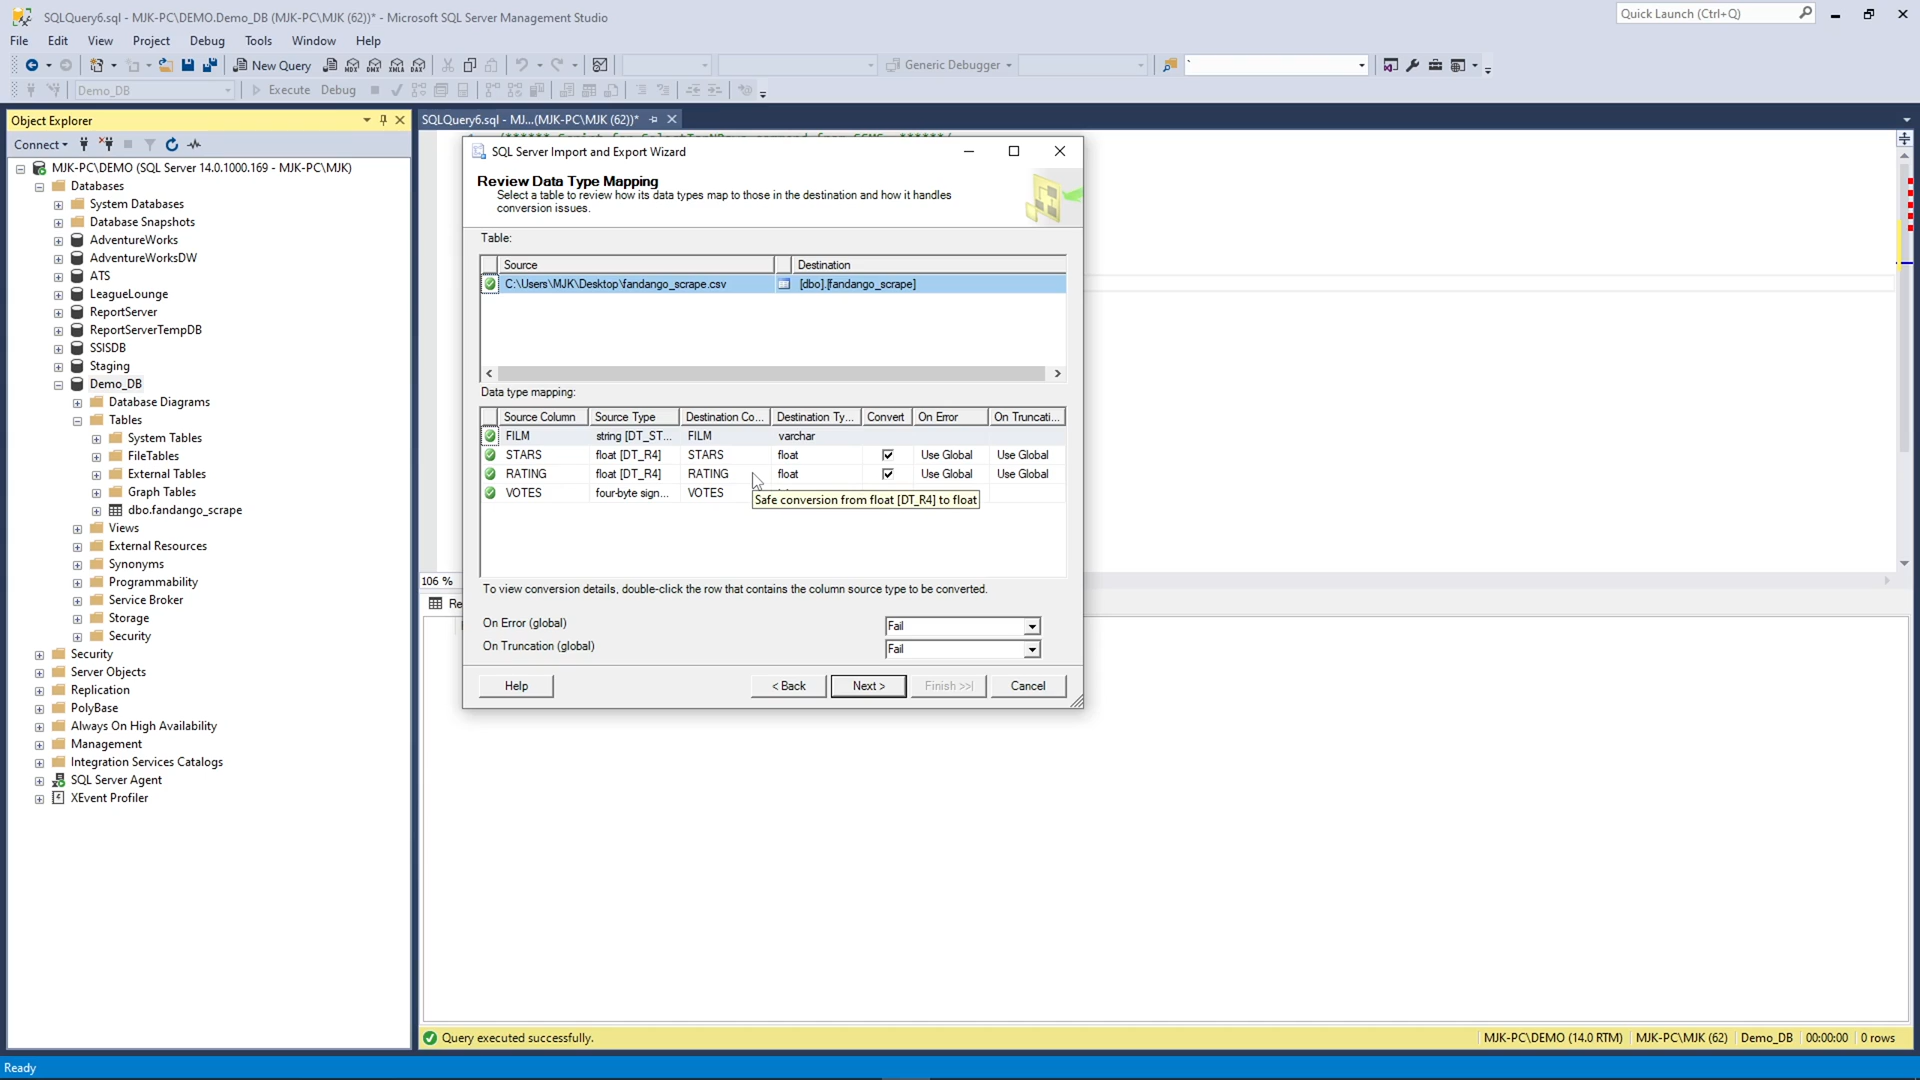 SQLQuery6.sql - MJK-PC\DEMO.Demo_DB (MJK-PC\MJK (62))* - Microsoft SQL Server Management Studio
Quick Launch (Ctrl+Q)
File Edit View Project Debug Tools Window Help
New Query
MDX DMX XMLA DAX
Generic Debugger
Demo_DB
Execute Debug
Object Explorer
Connect
MJK-PC\DEMO (SQL Server 14.0.1000.169 - MJK-PC\MJK)
Databases
System Databases
Database Snapshots
AdventureWorks
AdventureWorksDW
ATS
LeagueLounge
ReportServer
ReportServerTempDB
SSISDB
Staging
Demo_DB
Database Diagrams
Tables
System Tables
FileTables
External Tables
Graph Tables
dbo.fandango_scrape
Views
External Resources
Synonyms
Programmability
Service Broker
Storage
Security
Security
Server Objects
Replication
PolyBase
Always On High Availability
Management
Integration Services Catalogs
SQL Server Agent
XEvent Profiler
SQLQuery6.sql - MJ...(MJK-PC\MJK (62))*
SQL Server Import and Export Wizard
Review Data Type Mapping
Select a table to review how its data types map to those in the destination and how it handles
conversion issues.
Table:
Source Destination
C:\Users\MJK\Desktop\fandango_scrape.csv [dbo].[fandango_scrape]
Data type mapping:
Source Column Source Type Destination Co... Destination Ty... Convert On Error On Truncati...
FILM string [DT_ST... FILM varchar
STARS float [DT_R4] STARS float Use Global Use Global
RATING float [DT_R4] RATING float Use Global Use Global
VOTES four-byte sign... VOTES
Safe conversion from float [DT_R4] to float
To view conversion details, double-click the row that contains the column source type to be converted.
On Error (global) Fail
On Truncation (global) Fail
Help < Back Next > Finish >>| Cancel
106 %
Re
Query executed successfully.
MJK-PC\DEMO (14.0 RTM) MJK-PC\MJK (62) Demo_DB 00:00:00 0 rows
Ready